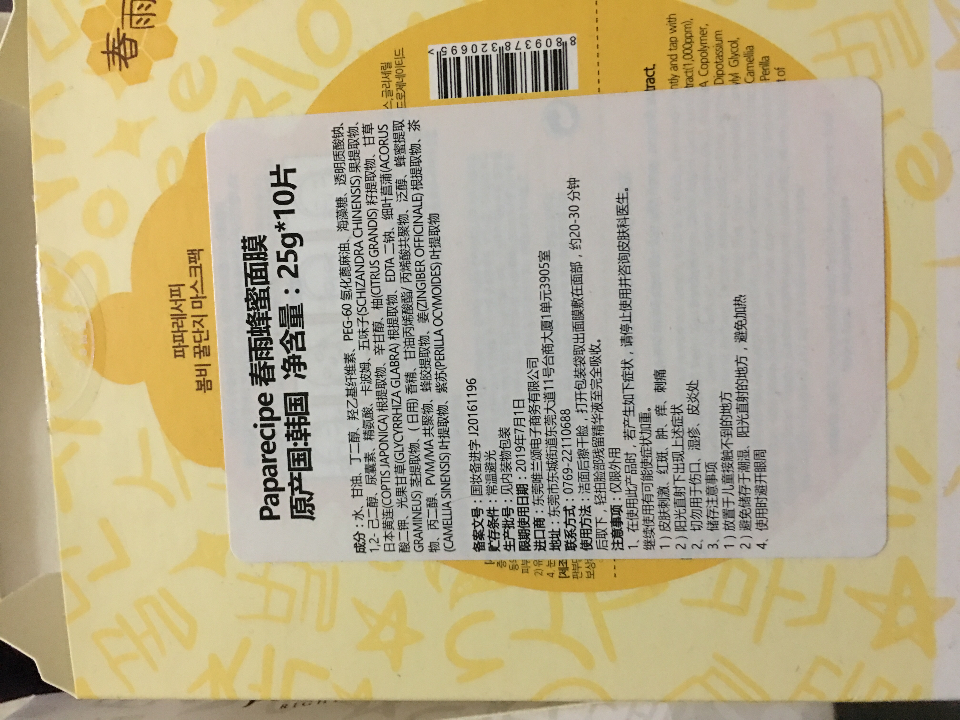 春雨
파파레서피
봄비 꿀단지 마스크팩
8809378320695
Paparecipe 春雨蜂蜜面膜
原产国:韩国 净含量：25g*10片
成分：水、甘油、丁二醇、羟乙基纤维素、PEG-60 氢化蓖麻油、海藻糖、透明质酸钠、
1,2-己二醇、尿囊素、精氨酸、卡波姆、五味子(SCHIZANDRA CHINENSIS) 果提取物、
日本黄连(COPTIS JAPONICA) 根提取物、辛甘醇、柚(CITRUS GRANDIS) 籽提取物、甘草
酸二钾、光果甘草(GLYCYRRHIZA GLABRA) 根提取物、EDTA 二钠、细叶菖蒲(ACORUS
GRAMINEUS) 茎提取物、( 日用) 香精、甘油丙烯酸酯/ 丙烯酸共聚物、泛醇、蜂蜜提取
物、丙二醇、PVM/MA 共聚物、蜂胶提取物、姜(ZINGIBER OFFICINALE) 根提取物、茶
(CAMELLIA SINENSIS) 叶提取物、紫苏(PERILLA OCYMOIDES) 叶提取物
备案文号：国妆备进字 J20161196
贮存条件：常温避光
生产批号：见内装物包装
限期使用日期：2019年7月1日
进口商：东莞唯兰颂电子商务有限公司
地址：东莞市东城街道东莞大道111号台商大厦1单元3905室
联系方式：0769-22110688
使用方法：洁面后擦干脸，打开包装袋取出面膜敷在面部，约20-30 分钟
后取下，轻拍脸部残留精华液至完全吸收。
注意事项：仅限外用
1、在使用此产品时，若产生如下症状，请停止使用并咨询皮肤科医生。
继续使用有可能使症状加重。
1) 皮肤刺激、红斑、肿、痒、刺痛
2) 阳光直射下出现上述症状
2、切勿用于伤口、湿疹、皮炎处
3、储存注意事项
1) 放置于儿童接触不到的地方
2) 避免储存于潮湿、阳光直射的地方，避免加热
4、使用时避开眼周
ntly and tap with
tract(1,000ppm),
A Copolymer,
Dipotassium
M Glycol,
Camellia
Perilla
t of
tract,